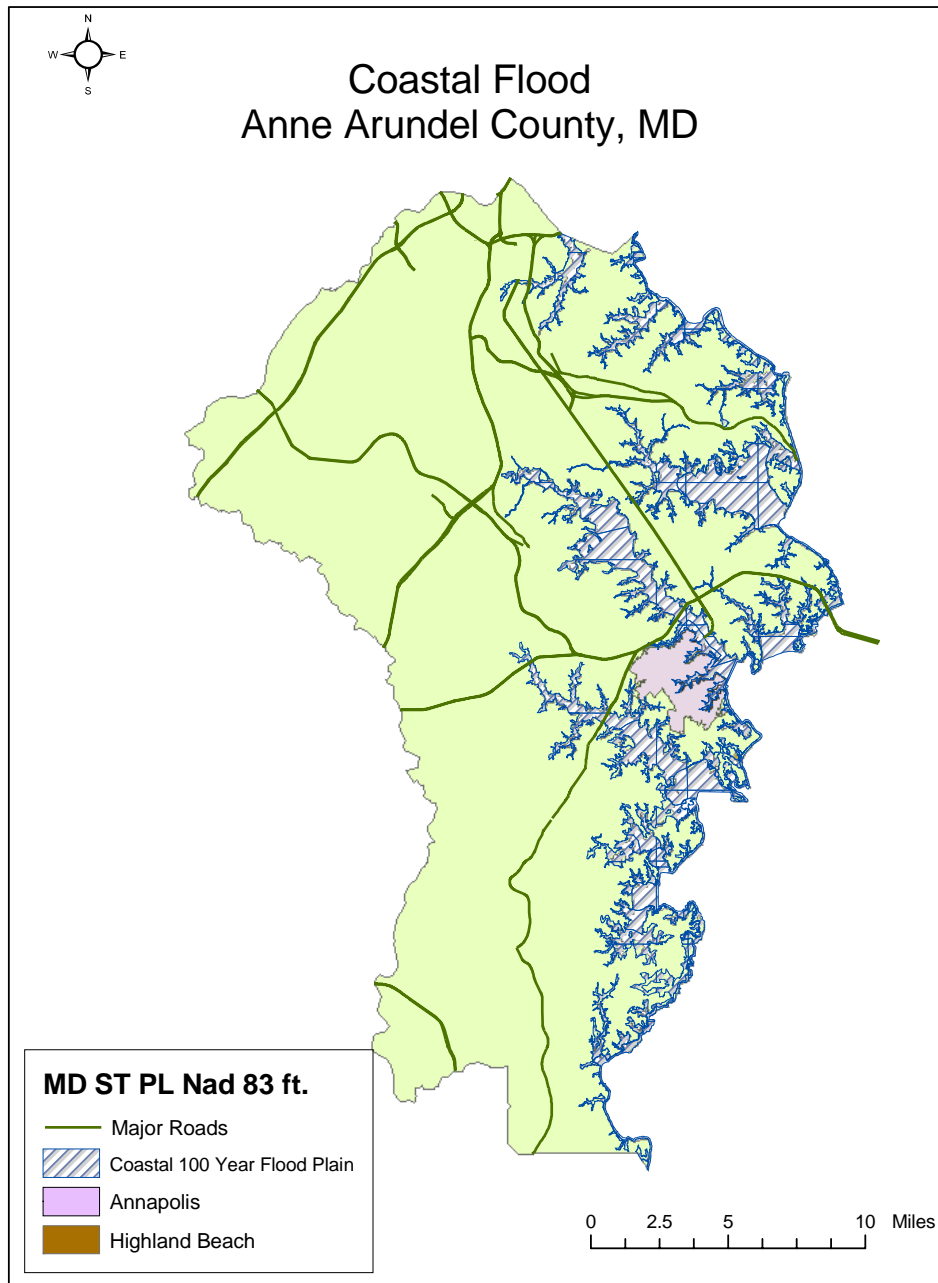 N
W E
S
Coastal Flood
Anne Arundel County, MD
MD ST PL Nad 83 ft.
Major Roads
Coastal 100 Year Flood Plain
Annapolis
Highland Beach
0 2.5 5 10 Miles